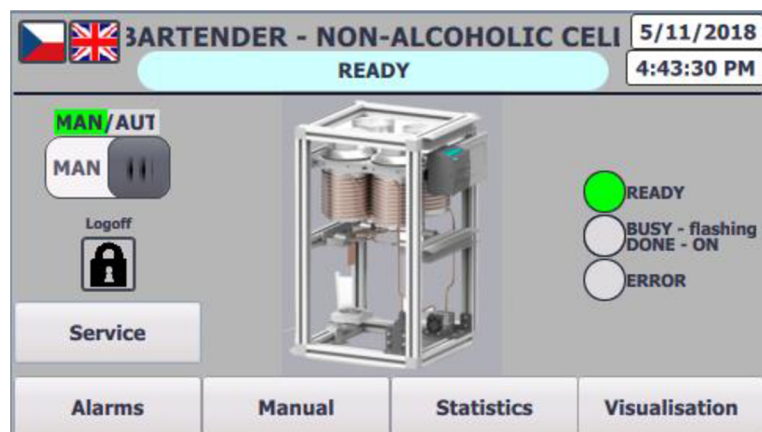 BARTENDER - NON-ALCOHOLIC CELL
5/11/2018
READY
4:43:30 PM
MAN/AUT
MAN
READY
Logoff
BUSY - flashing
DONE - ON
ERROR
Service
Alarms
Manual
Statistics
Visualisation